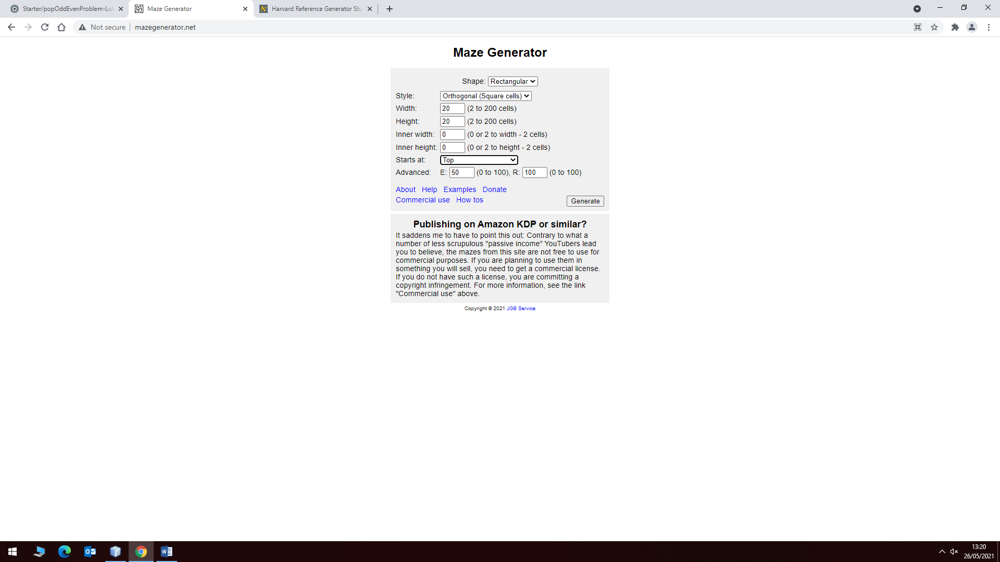 Starter/popOddEvenProblem-Lu
Maze Generator
Harvard Reference Generator Stu
Not secure
mazegenerator.net
Maze Generator
Shape: Rectangular
Style: Orthogonal (Square cells)
Width: 20 (2 to 200 cells)
Height: 20 (2 to 200 cells)
Inner width: 0 (0 or 2 to width - 2 cells)
Inner height: 0 (0 or 2 to height - 2 cells)
Starts at: Top
Advanced: E: 50 (0 to 100), R: 100 (0 to 100)
About Help Examples Donate
Commercial use How tos
Generate
Publishing on Amazon KDP or similar?
It saddens me to have to point this out: Contrary to what a
number of less scrupulous "passive income" YouTubers lead
you to believe, the mazes from this site are not free to use for
commercial purposes. If you are planning to use them in
something you will sell, you need to get a commercial license.
If you do not have such a license, you are committing a
copyright infringement. For more information, see the link
"Commercial use" above.
Copyright © 2021 JGB Service
13:20
26/05/2021